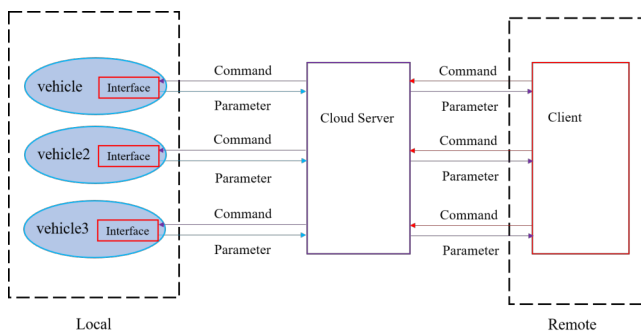 Command
Command
vehicle
Interface
Parameter
Parameter
Cloud Server
Client
Command
Command
vehicle2
Interface
Parameter
Parameter
Command
Command
vehicle3
Interface
Parameter
Parameter
Local
Remote